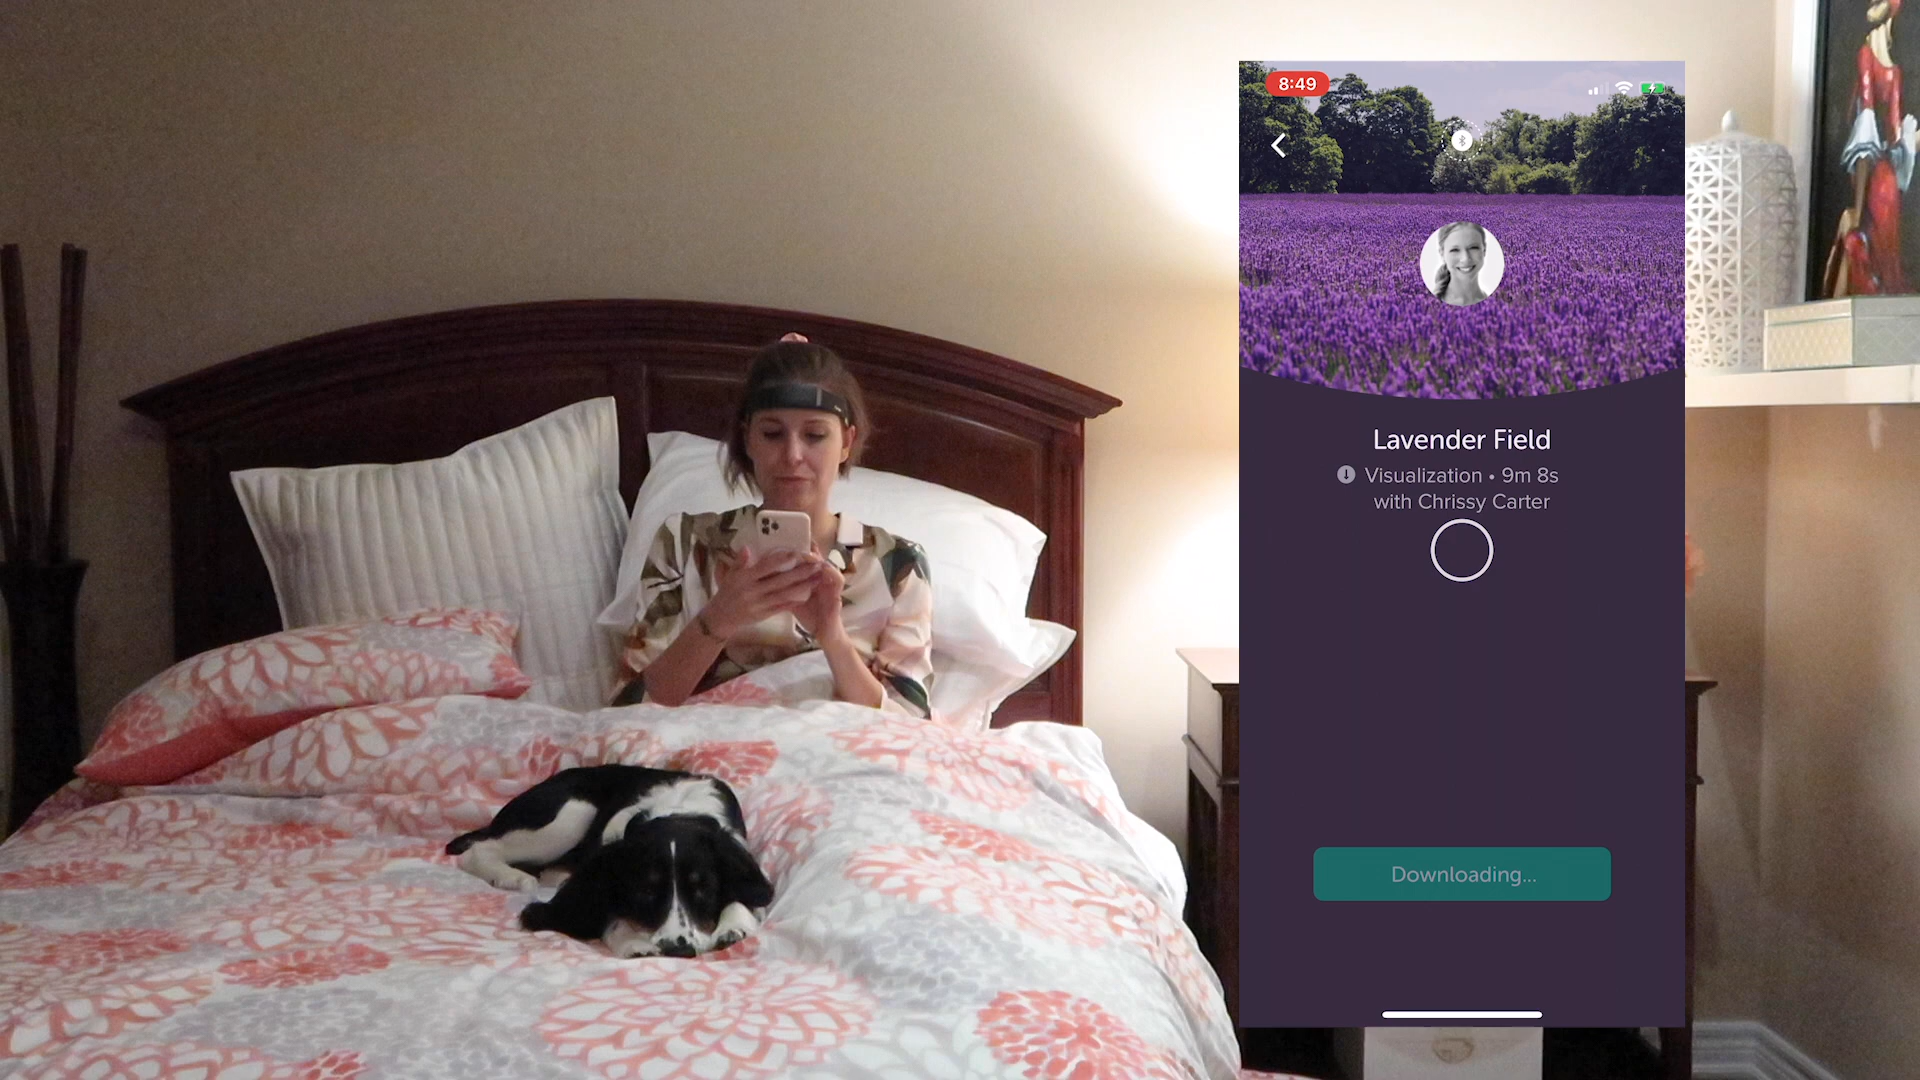 8:49
Lavender Field
Visualization • 9m 8s
with Chrissy Carter
Downloading...